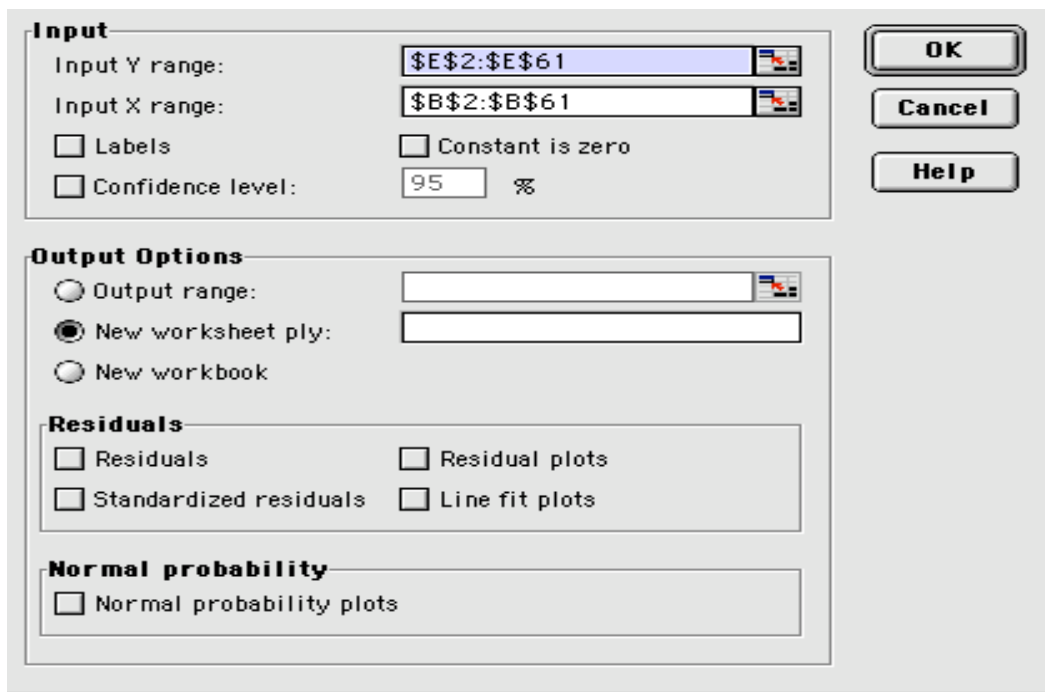 Input
Input Y range: $E$2:$E$61
Input X range: $B$2:$B$61
Labels Constant is zero
Confidence level: 95 %
OK
Cancel
Help
Output Options
Output range:
New worksheet ply:
New workbook
Residuals
Residuals Residual plots
Standardized residuals Line fit plots
Normal probability
Normal probability plots